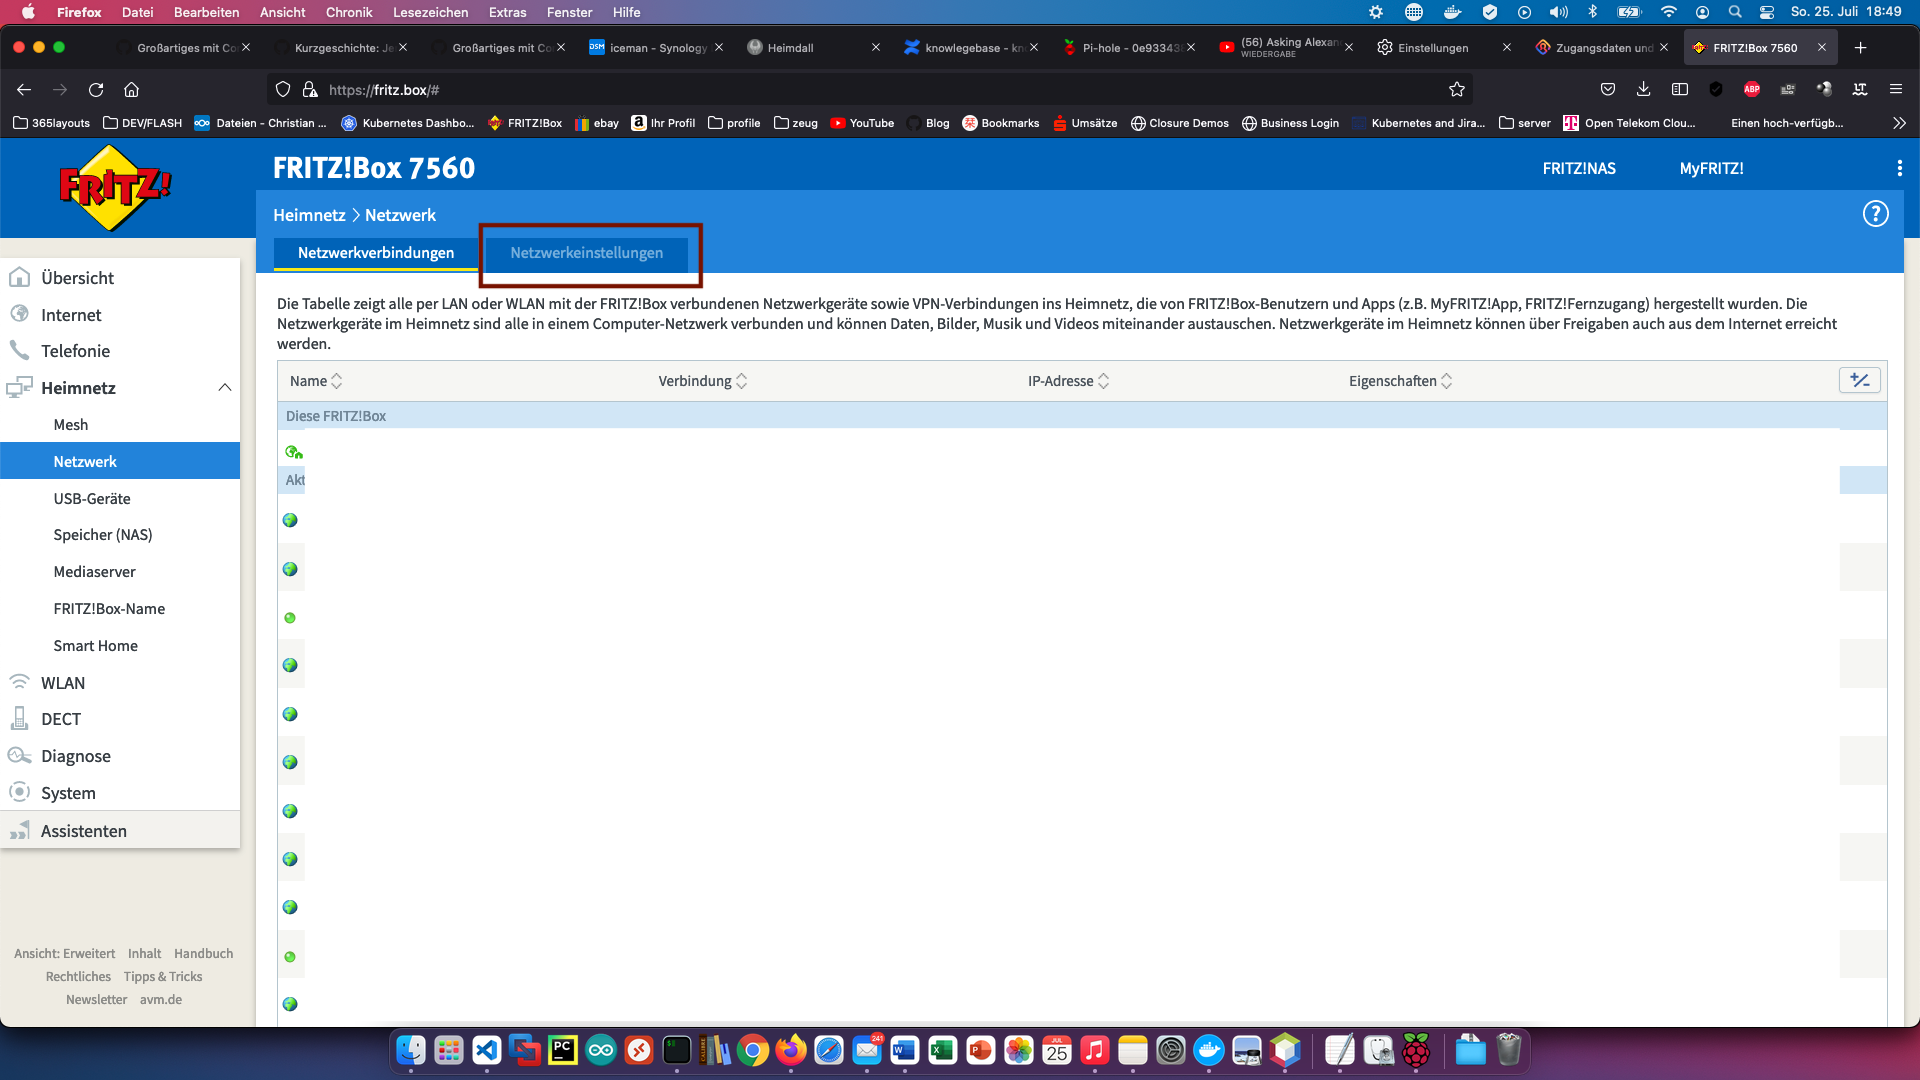 Firefox Datei Bearbeiten Ansicht Chronik Lesezeichen Extras Fenster Hilfe So. 25. Juli 18:49
Großartiges mit Co Kurzgeschichte: Je Großartiges mit Co DSM iceman - Synology Heimdall knowlegebase - kn Pi-hole - 0e93343 (56) Asking Alexan WIEDERGABE Einstellungen Zugangsdaten und FRITZ!Box 7560
https://fritz.box/# ABP
365layouts DEV/FLASH Dateien - Christian ... Kubernetes Dashbo... FRITZ!Box ebay Ihr Profil profile zeug YouTube Blog Bookmarks Umsätze Closure Demos Business Login Kubernetes and Jira... server Open Telekom Clou... Einen hoch-verfügb...
FRITZ!
FRITZ!Box 7560 FRITZ!NAS MyFRITZ!
Heimnetz > Netzwerk ?
Netzwerkverbindungen Netzwerkeinstellungen
Übersicht
Internet
Telefonie
Heimnetz
Mesh
Netzwerk
USB-Geräte
Speicher (NAS)
Mediaserver
FRITZ!Box-Name
Smart Home
WLAN
DECT
Diagnose
System
Assistenten
Ansicht: Erweitert Inhalt Handbuch
Rechtliches Tipps & Tricks
Newsletter avm.de
Die Tabelle zeigt alle per LAN oder WLAN mit der FRITZ!Box verbundenen Netzwerkgeräte sowie VPN-Verbindungen ins Heimnetz, die von FRITZ!Box-Benutzern und Apps (z.B. MyFRITZ!App, FRITZ!Fernzugang) hergestellt wurden. Die
Netzwerkgeräte im Heimnetz sind alle in einem Computer-Netzwerk verbunden und können Daten, Bilder, Musik und Videos miteinander austauschen. Netzwerkgeräte im Heimnetz können über Freigaben auch aus dem Internet erreicht
werden.
Name Verbindung IP-Adresse Eigenschaften
Diese FRITZ!Box
Akt
PC 241 JUL 25